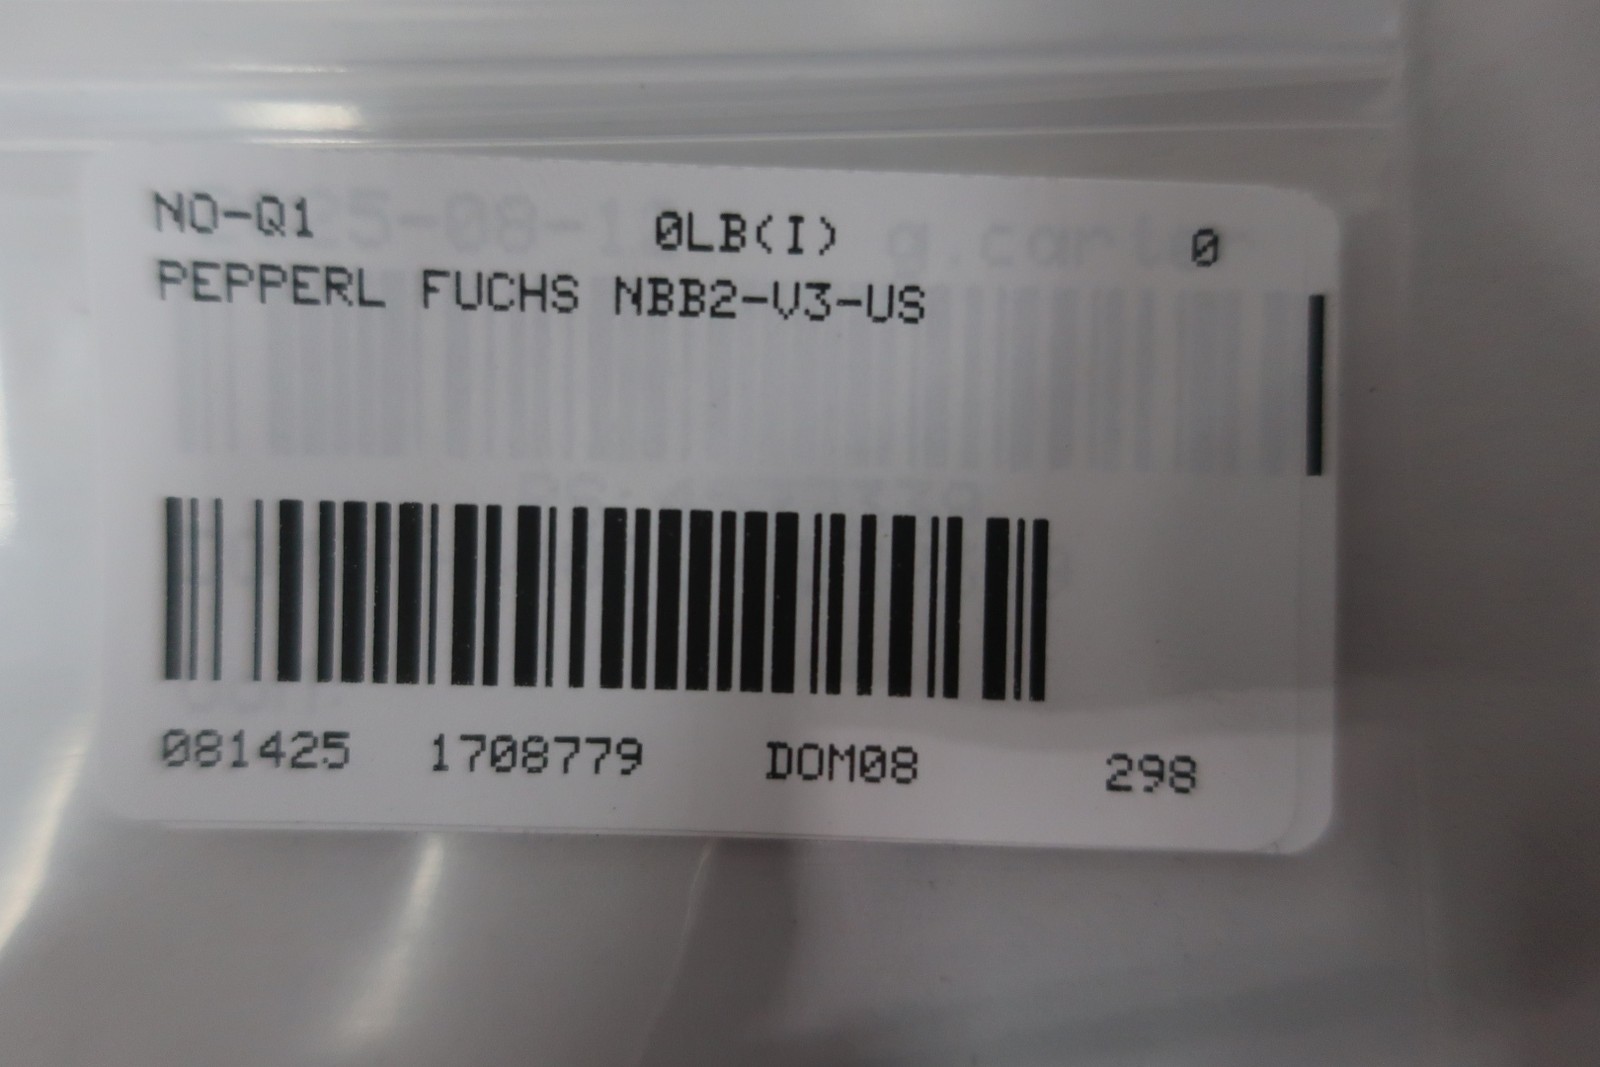 NO-Q1 0LB(I) 0
PEPPERL FUCHS NBB2-V3-US
081425 1708779 DOM08 298